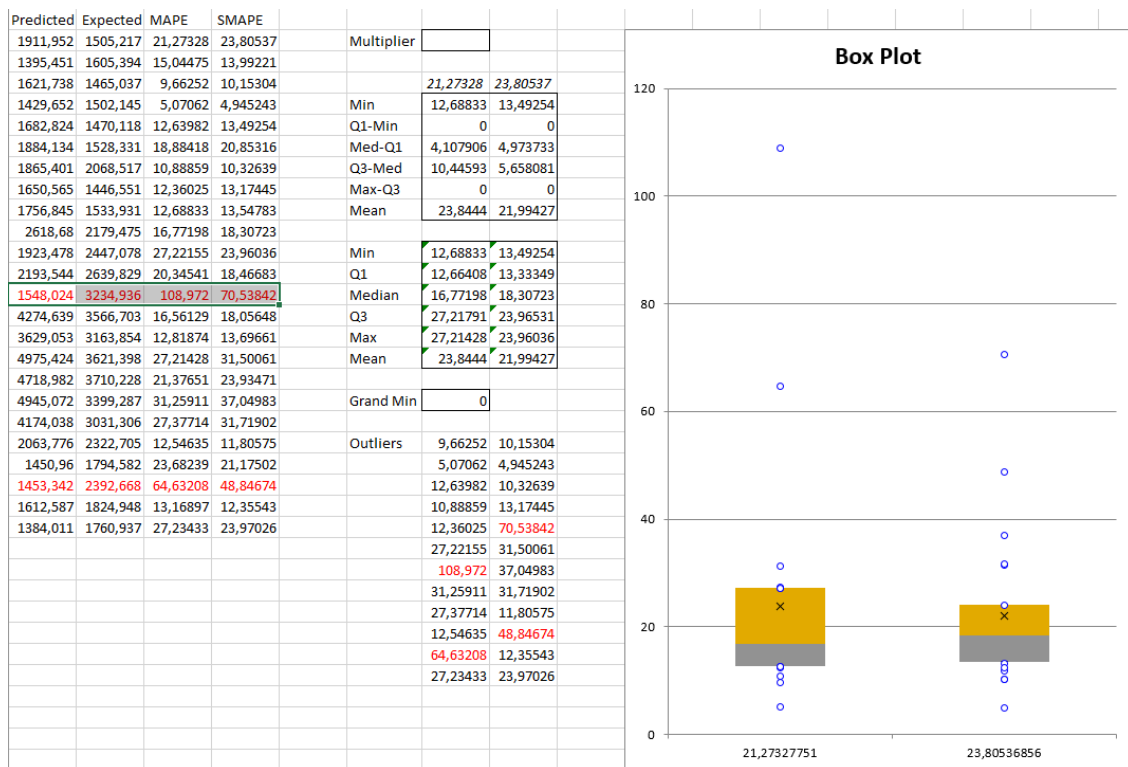 Predicted Expected MAPE SMAPE
1911,952 1505,217 21,27328 23,80537 Multiplier
1395,451 1605,394 15,04475 13,99221
1621,738 1465,037 9,66252 10,15304 21,27328 23,80537
1429,652 1502,145 5,07062 4,945243 Min 12,68833 13,49254
1682,824 1470,118 12,63982 13,49254 Q1-Min 0 0
1884,134 1528,331 18,88418 20,85316 Med-Q1 4,107906 4,973733
1865,401 2068,517 10,88859 10,32639 Q3-Med 10,44593 5,658081
1650,565 1446,551 12,36025 13,17445 Max-Q3 0 0
1756,845 1533,931 12,68833 13,54783 Mean 23,8444 21,99427
2618,68 2179,475 16,77198 18,30723
1923,478 2447,078 27,22155 23,96036 Min 12,68833 13,49254
2193,544 2639,829 20,34541 18,46683 Q1 12,66408 13,33349
1548,024 3234,936 108,972 70,53842 Median 16,77198 18,30723
4274,639 3566,703 16,56129 18,05648 Q3 27,21791 23,96531
3629,053 3163,854 12,81874 13,69661 Max 27,21428 23,96036
4975,424 3621,398 27,21428 31,50061 Mean 23,8444 21,99427
4718,982 3710,228 21,37651 23,93471
4945,072 3399,287 31,25911 37,04983 Grand Min 0
4174,038 3031,306 27,37714 31,71902
2063,776 2322,705 12,54635 11,80575 Outliers 9,66252 10,15304
1450,96 1794,582 23,68239 21,17502 5,07062 4,945243
1453,342 2392,668 64,63208 48,84674 12,63982 10,32639
1612,587 1824,948 13,16897 12,35543 10,88859 13,17445
1384,011 1760,937 27,23433 23,97026 12,36025 70,53842
27,22155 31,50061
108,972 37,04983
31,25911 31,71902
27,37714 11,80575
12,54635 48,84674
64,63208 12,35543
27,23433 23,97026
Box Plot
120
100
80
60
40
20
0
21,27327751 23,80536856